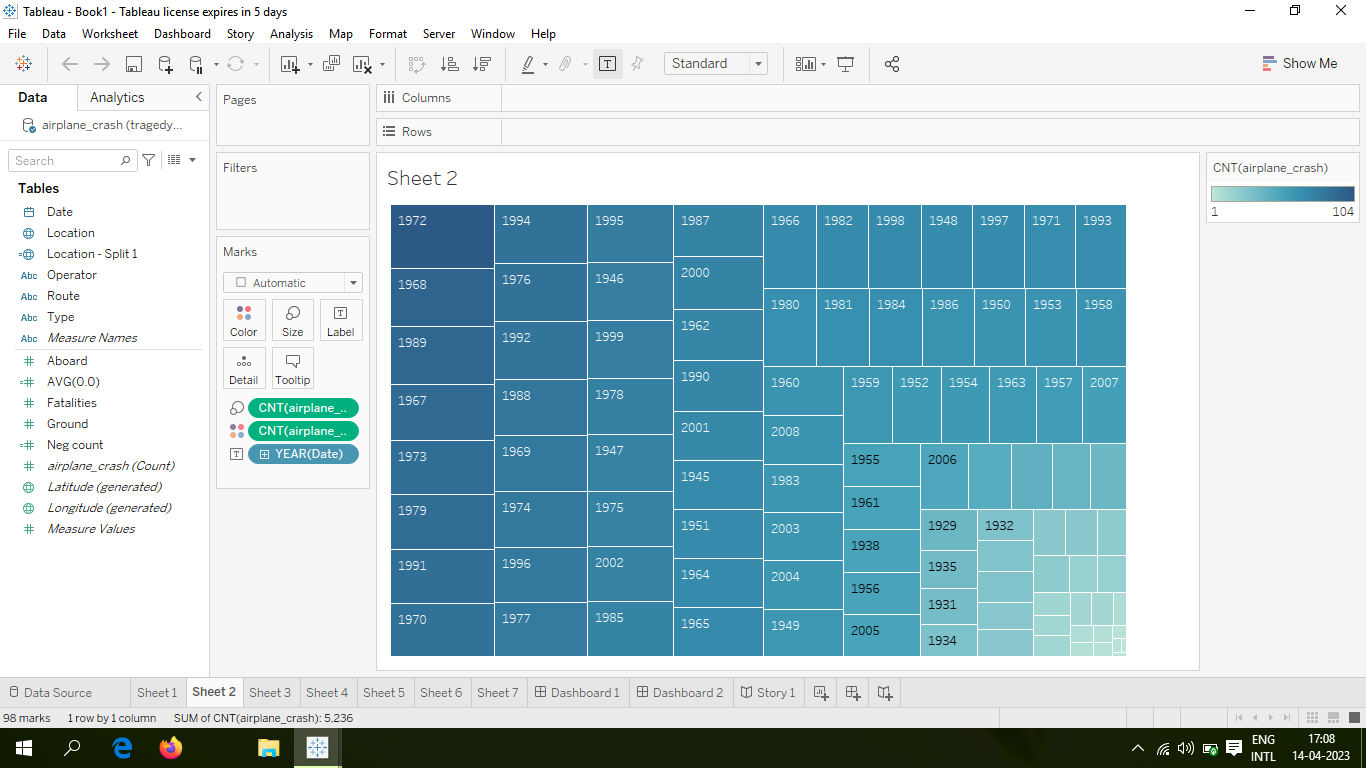 Tableau - Book1 - Tableau license expires in 5 days
File Data Worksheet Dashboard Story Analysis Map Format Server Window Help
Standard
Show Me
Data Analytics
airplane_crash (tragedy...
Search
Tables
Date
Location
Location - Split 1
Abc Operator
Abc Route
Abc Type
Abc Measure Names
Aboard
AVG(0.0)
Fatalities
Ground
Neg count
airplane_crash (Count)
Latitude (generated)
Longitude (generated)
Measure Values
Pages
Filters
Marks
Automatic
Color Size Label
Detail Tooltip
CNT(airplane_..
CNT(airplane_..
YEAR(Date)
Columns
Rows
Sheet 2
1972
1968
1989
1967
1973
1979
1991
1970
1994
1976
1992
1988
1969
1974
1996
1977
1995
1946
1999
1978
1947
1975
2002
1985
1987
2000
1962
1990
2001
1945
1951
1964
1965
1966 1982 1998 1948 1997 1971 1993
1980 1981 1984 1986 1950 1953 1958
1960
2008
1983
2003
2004
1949
1959 1952 1954 1963 1957 2007
1955
1961
1938
1956
2005
2006
1929
1935
1931
1934
1932
CNT(airplane_crash)
1 104
Data Source Sheet 1 Sheet 2 Sheet 3 Sheet 4 Sheet 5 Sheet 6 Sheet 7 Dashboard 1 Dashboard 2 Story 1
98 marks 1 row by 1 column SUM of CNT(airplane_crash): 5,236
ENG
INTL
17:08
14-04-2023